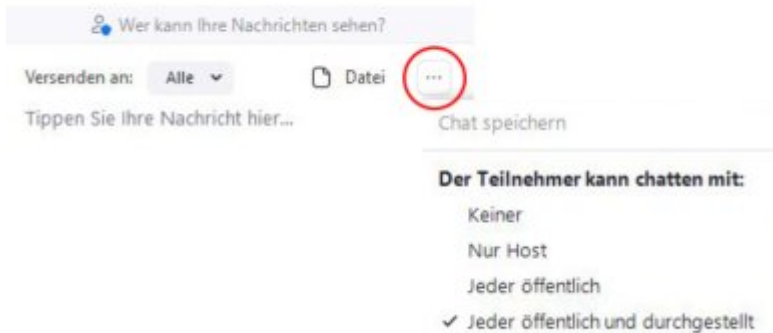 Wer kann Ihre Nachrichten sehen?
Versenden an: Alle Datei ...
Tippen Sie Ihre Nachricht hier...
Chat speichern
Der Teilnehmer kann chatten mit:
Keiner
Nur Host
Jeder öffentlich
✓ Jeder öffentlich und durchgestellt